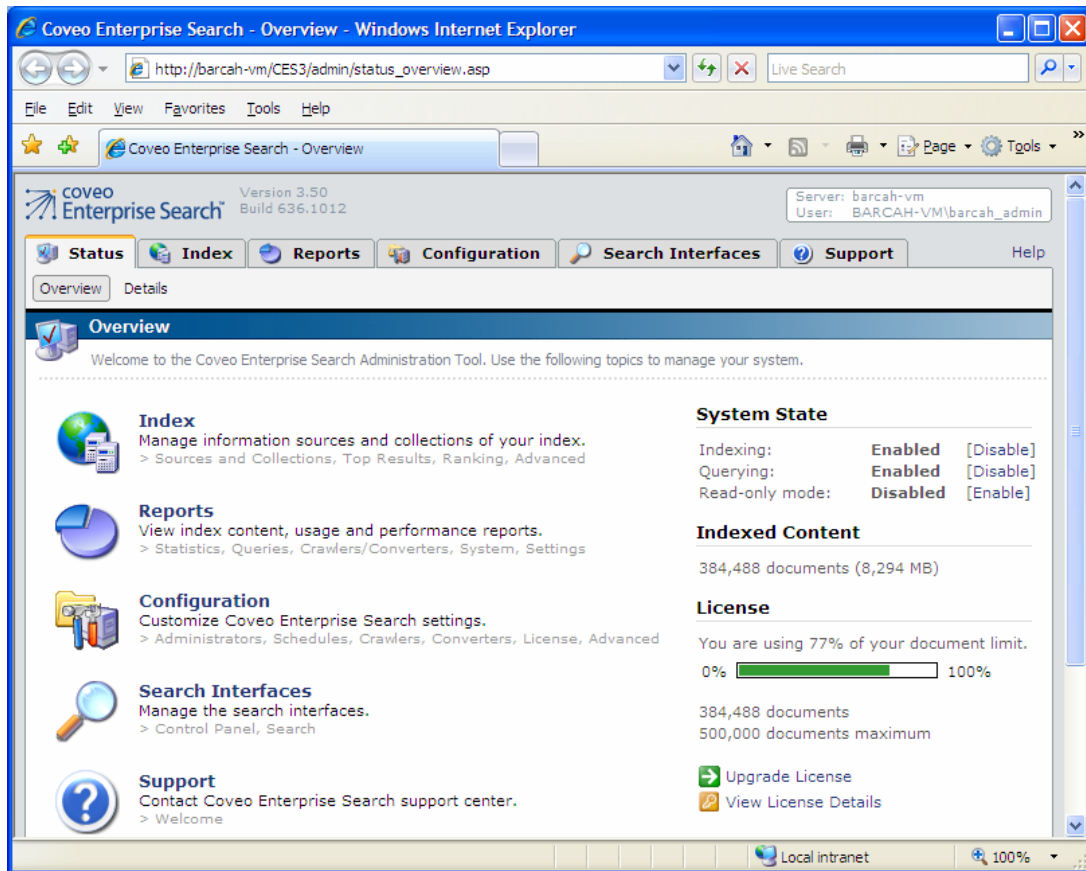 Coveo Enterprise Search - Overview - Windows Internet Explorer
http://barcah-vm/CES3/admin/status_overview.asp
Live Search
File Edit View Favorites Tools Help
Coveo Enterprise Search - Overview
Page Tools »
coveo
Enterprise Search™
Version 3.50
Build 636.1012
Server: barcah-vm
User: BARCAH-VM\barcah_admin
Status Index Reports Configuration Search Interfaces Support Help
Overview Details
Overview
Welcome to the Coveo Enterprise Search Administration Tool. Use the following topics to manage your system.
Index
Manage information sources and collections of your index.
> Sources and Collections, Top Results, Ranking, Advanced
Reports
View index content, usage and performance reports.
> Statistics, Queries, Crawlers/Converters, System, Settings
Configuration
Customize Coveo Enterprise Search settings.
> Administrators, Schedules, Crawlers, Converters, License, Advanced
Search Interfaces
Manage the search interfaces.
> Control Panel, Search
Support
Contact Coveo Enterprise Search support center.
> Welcome
System State
Indexing: Enabled [Disable]
Querying: Enabled [Disable]
Read-only mode: Disabled [Enable]
Indexed Content
384,488 documents (8,294 MB)
License
You are using 77% of your document limit.
0% 100%
384,488 documents
500,000 documents maximum
Upgrade License
View License Details
Local intranet 100%